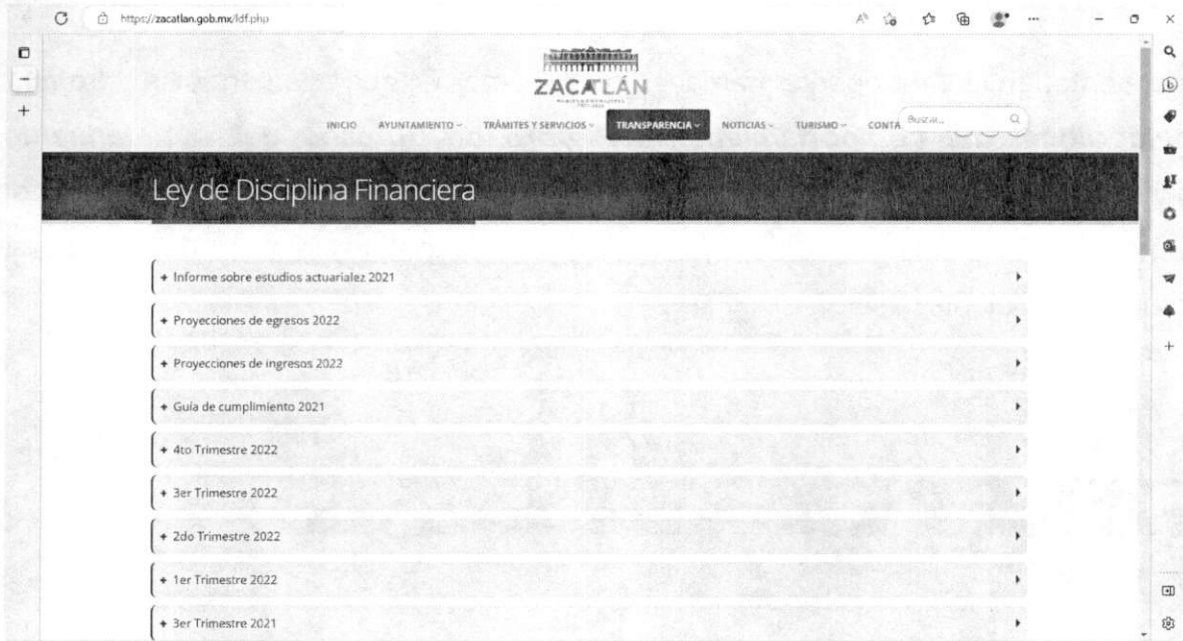 https://zacatlan.gob.mx/ldf.php
ZACATLÁN
INICIO AYUNTAMIENTO TRÁMITES Y SERVICIOS TRANSPARENCIA NOTICIAS TURISMO CONTA Buscar...
Ley de Disciplina Financiera
+ Informe sobre estudios actuarialez 2021
+ Proyecciones de egresos 2022
+ Proyecciones de ingresos 2022
+ Guía de cumplimiento 2021
+ 4to Trimestre 2022
+ 3er Trimestre 2022
+ 2do Trimestre 2022
+ 1er Trimestre 2022
+ 3er Trimestre 2021